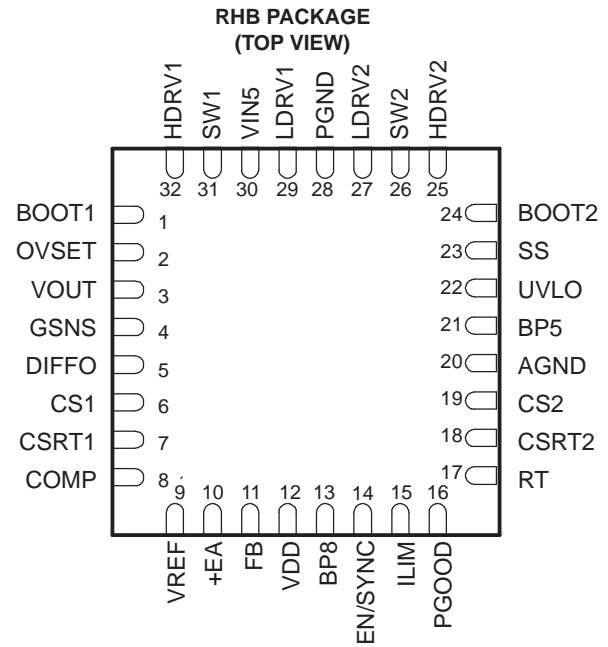 RHB PACKAGE
(TOP VIEW)
HDRV1
SW1
VIN5
LDRV1
PGND
LDRV2
SW2
HDRV2
32 31 30 29 28 27 26 25
BOOT1 1
OVSET 2
VOUT 3
GSNS 4
DIFFO 5
CS1 6
CSRT1 7
COMP 8
24 BOOT2
23 SS
22 UVLO
21 BP5
20 AGND
19 CS2
18 CSRT2
17 RT
9 10 11 12 13 14 15 16
VREF
+EA
FB
VDD
BP8
EN/SYNC
ILIM
PGOOD